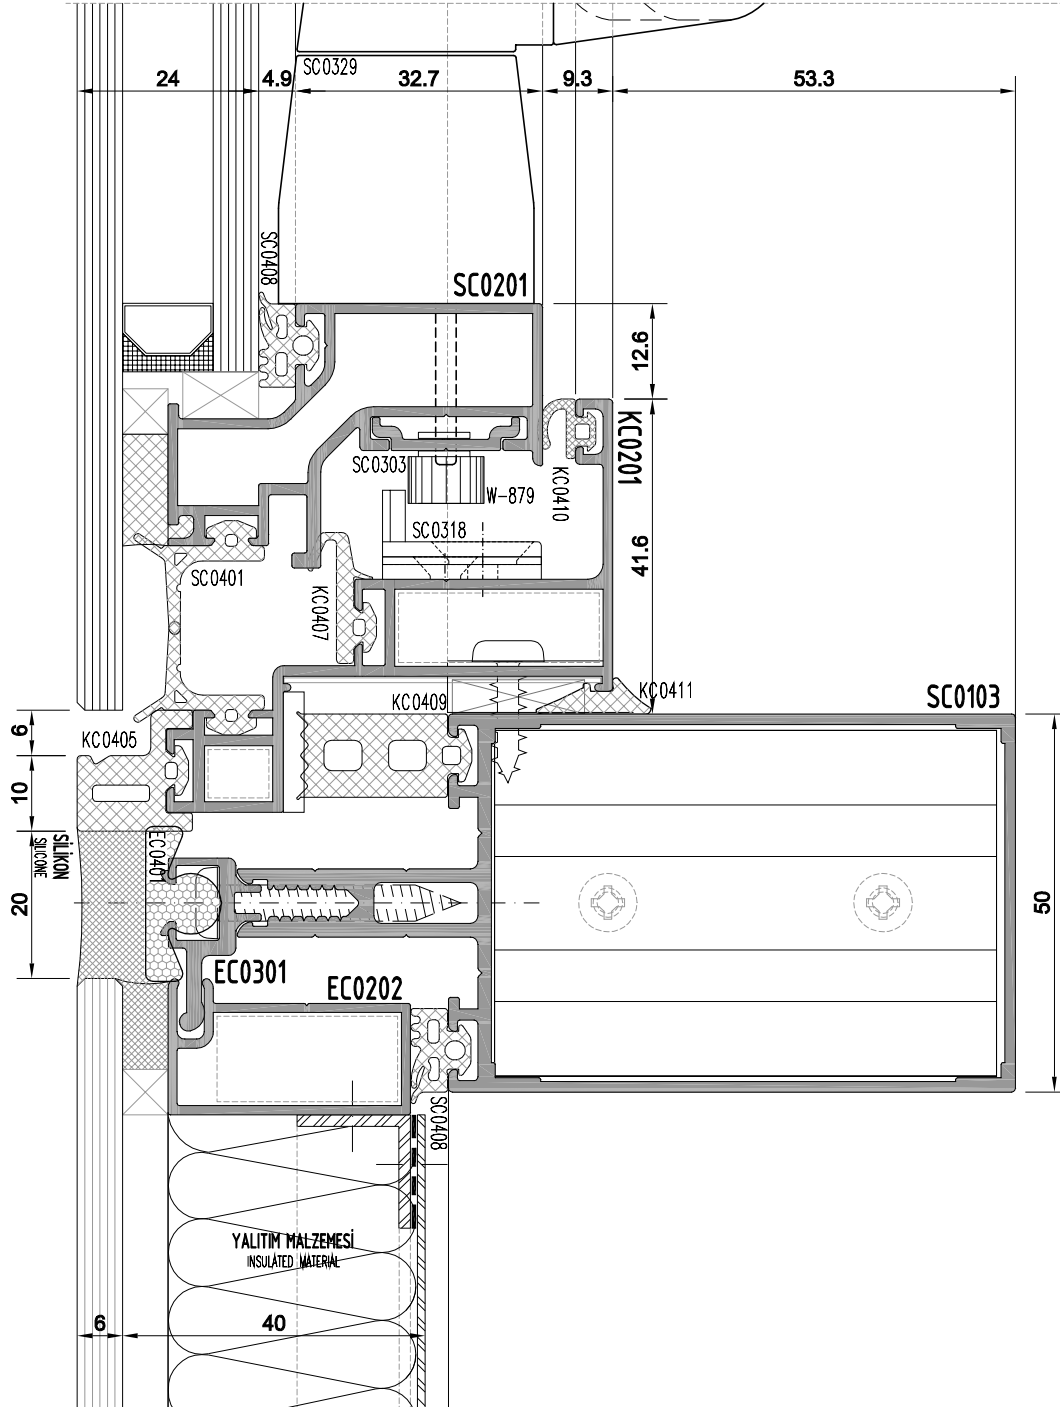 SC0329
24
4.9
32.7
9.3
53.3
SC0408
SC0201
12.6
KC0201
SC0303
W-879
KC0410
SC0318
41.6
SC0401
KC0407
KC0409
KC0411
SC0103
6
KC0405
10
SİLİKON
SILICONE
EC0401
20
50
EC0301
EC0202
SC0408
YALITIM MALZEMESİ
INSULATED MATERIAL
6
40